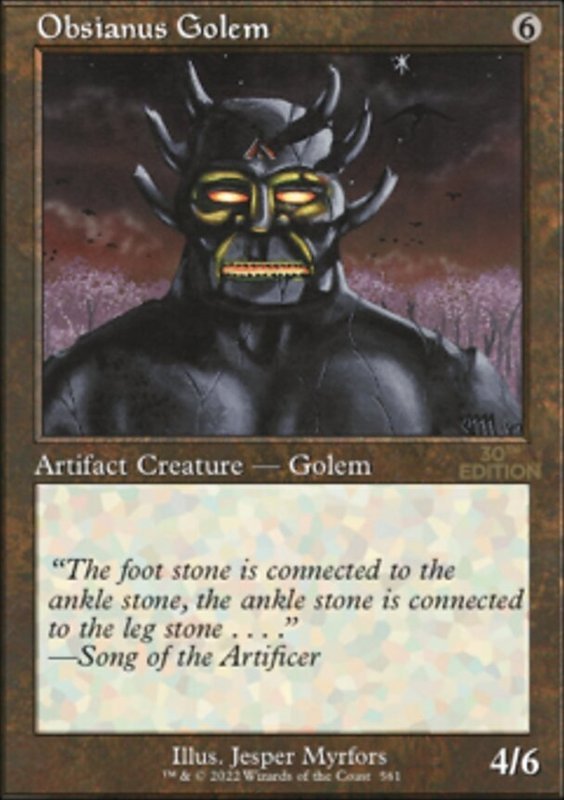 Obsianus Golem 6
Artifact Creature — Golem
30TH EDITION
“The foot stone is connected to the
ankle stone, the ankle stone is connected
to the leg stone . . . .”
—Song of the Artificer
Illus. Jesper Myrfors
™ & © 2022 Wizards of the Coast 561
4/6